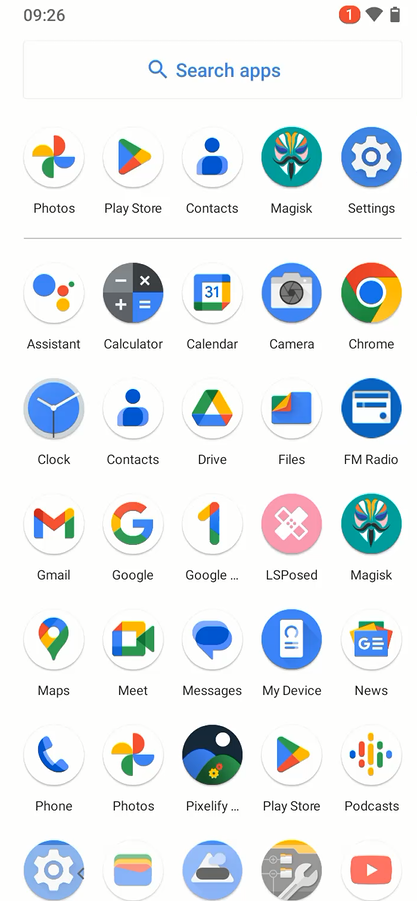 09:26 1
Search apps
Photos Play Store Contacts Magisk Settings
31
Assistant Calculator Calendar Camera Chrome
Clock Contacts Drive Files FM Radio
Gmail Google Google ... LSPosed Magisk
GE
Maps Meet Messages My Device News
Phone Photos Pixelify ... Play Store Podcasts